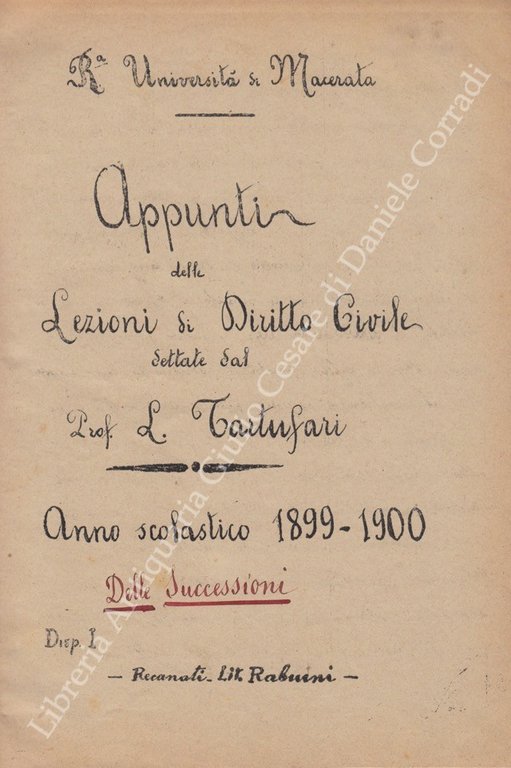 Rª Università di Macerata
Appunti
delle
Lezioni di Diritto Civile
dettate dal
Prof. L. Tartufari
Anno scolastico 1899-1900
Delle Successioni
Disp. I
- Recanati - Lit. Rabuini -
Libreria Antiquaria Giulio Cesare di Daniele Corradi